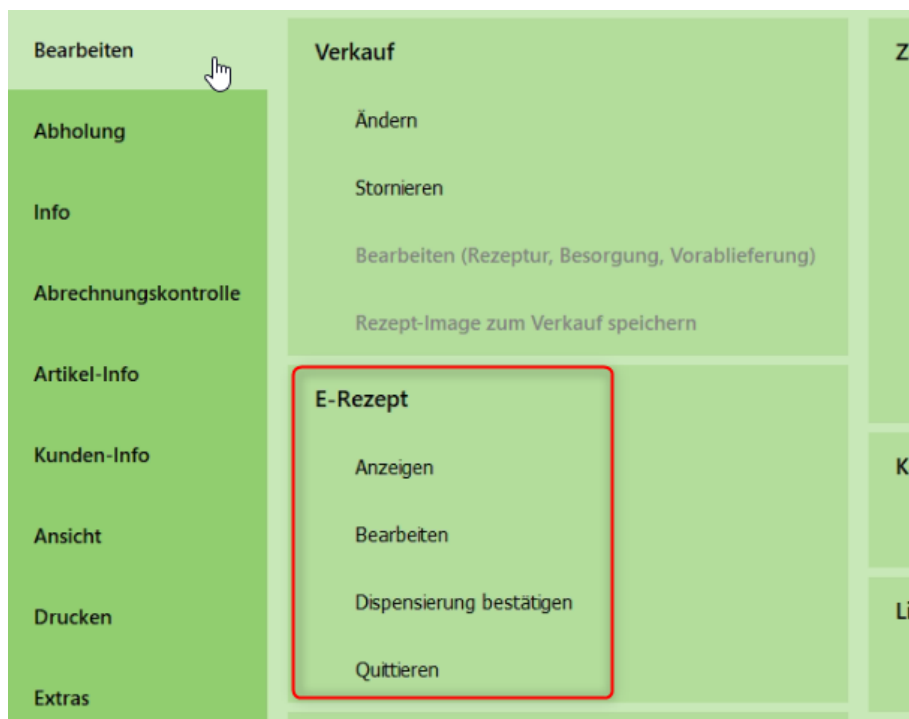 Bearbeiten
Abholung
Info
Abrechnungskontrolle
Artikel-Info
Kunden-Info
Ansicht
Drucken
Extras
Verkauf
Ändern
Stornieren
Bearbeiten (Rezeptur, Besorgung, Vorablieferung)
Rezept-Image zum Verkauf speichern
E-Rezept
Anzeigen
Bearbeiten
Dispensierung bestätigen
Quittieren